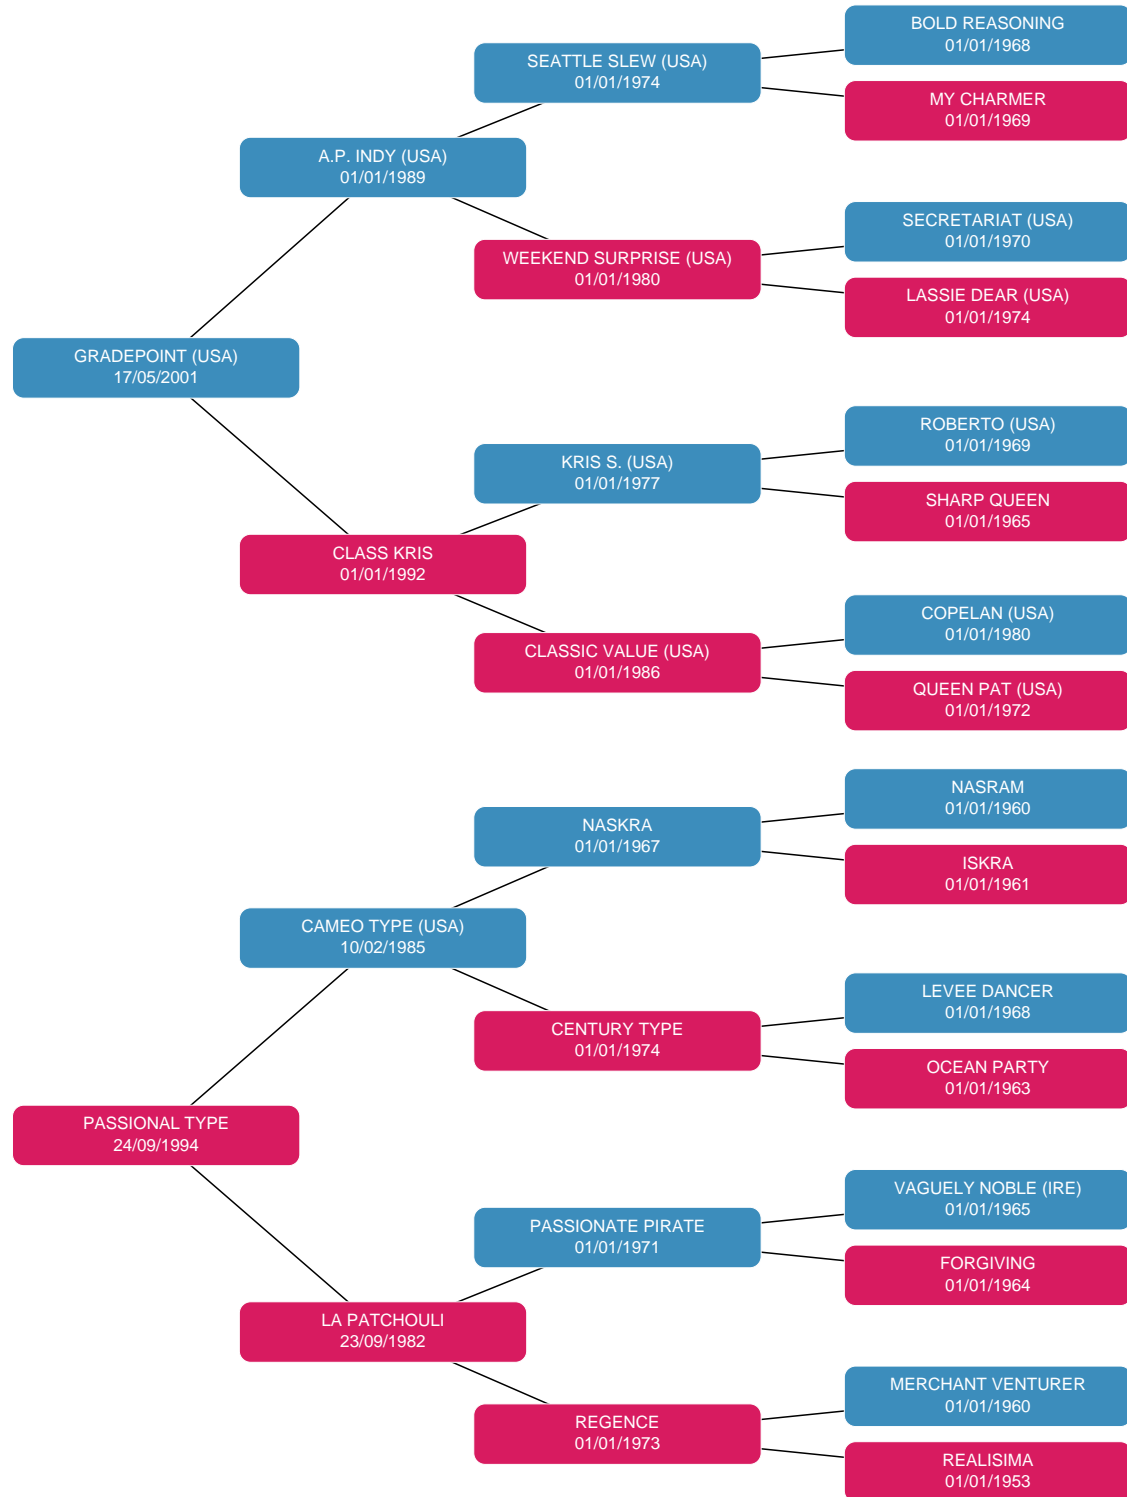 BOLD REASONING
01/01/1968
SEATTLE SLEW (USA)
01/01/1974
MY CHARMER
01/01/1969
A.P. INDY (USA)
01/01/1989
SECRETARIAT (USA)
01/01/1970
WEEKEND SURPRISE (USA)
01/01/1980
LASSIE DEAR (USA)
01/01/1974
GRADEPOINT (USA)
17/05/2001
ROBERTO (USA)
01/01/1969
KRIS S. (USA)
01/01/1977
SHARP QUEEN
01/01/1965
CLASS KRIS
01/01/1992
COPELAN (USA)
01/01/1980
CLASSIC VALUE (USA)
01/01/1986
QUEEN PAT (USA)
01/01/1972
NASRAM
01/01/1960
NASKRA
01/01/1967
ISKRA
01/01/1961
CAMEO TYPE (USA)
10/02/1985
LEVEE DANCER
01/01/1968
CENTURY TYPE
01/01/1974
OCEAN PARTY
01/01/1963
PASSIONAL TYPE
24/09/1994
VAGUELY NOBLE (IRE)
01/01/1965
PASSIONATE PIRATE
01/01/1971
FORGIVING
01/01/1964
LA PATCHOULI
23/09/1982
MERCHANT VENTURER
01/01/1960
REGENCE
01/01/1973
REALISIMA
01/01/1953